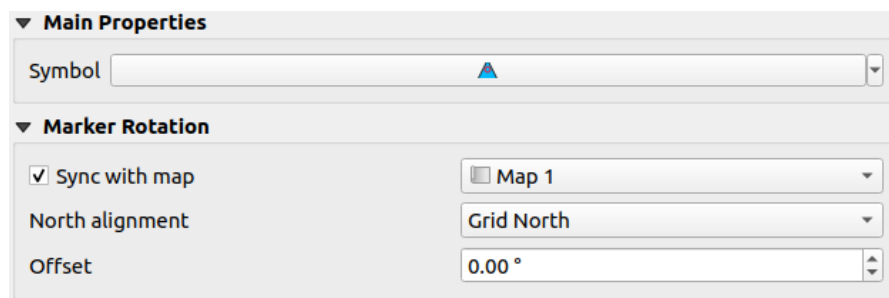 Main Properties
Symbol
Marker Rotation
Sync with map Map 1
North alignment Grid North
Offset 0.00 °